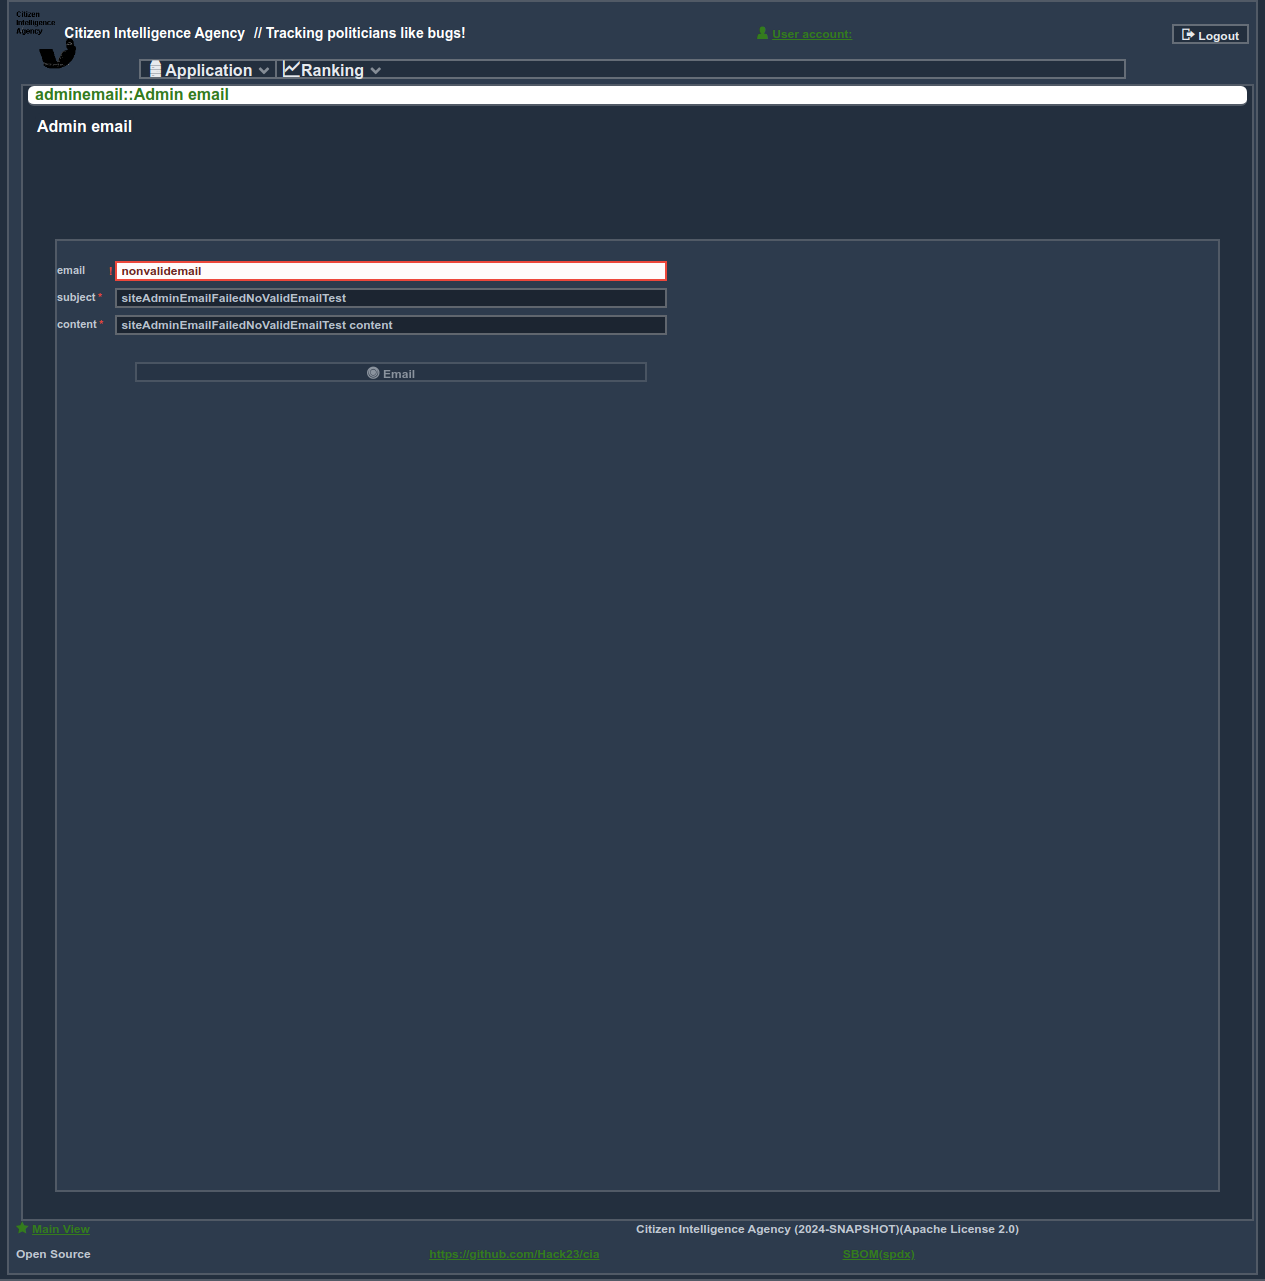 Citizen
Intelligence
Agency
Citizen Intelligence Agency // Tracking politicians like bugs!
User account:
Logout
Application
Ranking
adminemail::Admin email
Admin email
email ! nonvalidemail
subject * siteAdminEmailFailedNoValidEmailTest
content * siteAdminEmailFailedNoValidEmailTest content
Email
Main View
Citizen Intelligence Agency (2024-SNAPSHOT)(Apache License 2.0)
Open Source
https://github.com/Hack23/cia
SBOM(spdx)